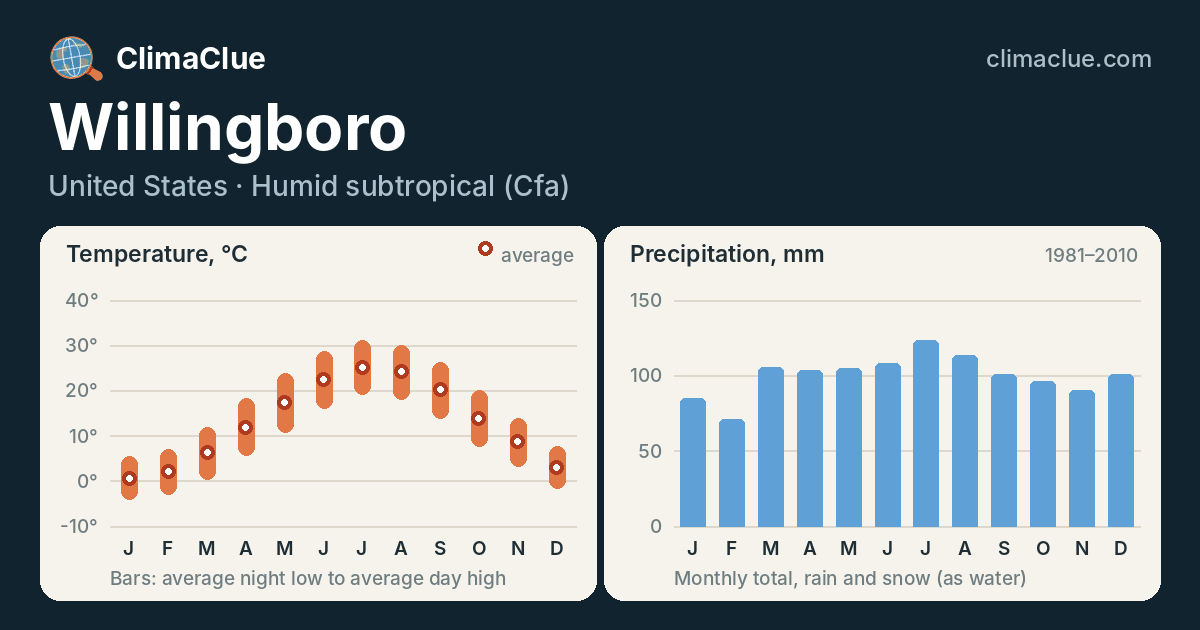 ClimaClue
climaclue.com
Willingboro
United States · Humid subtropical (Cfa)
Temperature, °C
average
40°
30°
20°
10°
0°
-10°
J F M A M J J A S O N D
Bars: average night low to average day high
Precipitation, mm
1981–2010
150
100
50
0
J F M A M J J A S O N D
Monthly total, rain and snow (as water)